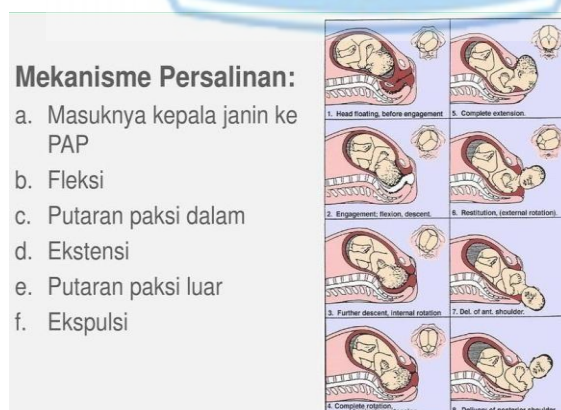 Mekanisme Persalinan:
a. Masuknya kepala janin ke
PAP
b. Fleksi
c. Putaran paksi dalam
d. Ekstensi
e. Putaran paksi luar
f. Ekspulsi
1. Head floating, before engagement
2. Engagement; flexion, descent.
3. Further descent, internal rotation
4. Complete rotation,
5. Complete extension.
6. Restitution, (external rotation).
7. Del. of ant. shoulder.
8. Delivery of posterior shoulder